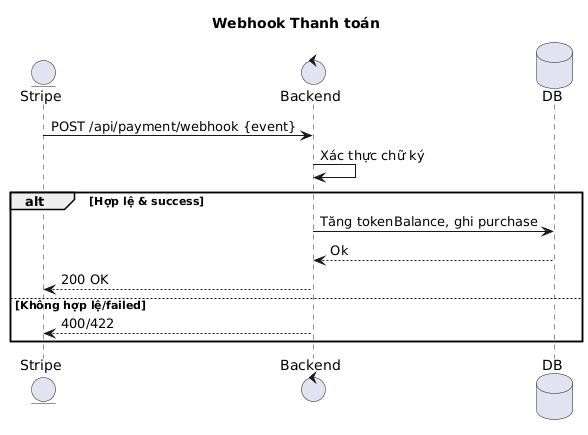 Webhook Thanh toán
Stripe
Backend
DB
POST /api/payment/webhook {event}
Xác thực chữ ký
alt
[Hợp lệ & success]
Tăng tokenBalance, ghi purchase
Ok
200 OK
[Không hợp lệ/failed]
400/422
Stripe
Backend
DB